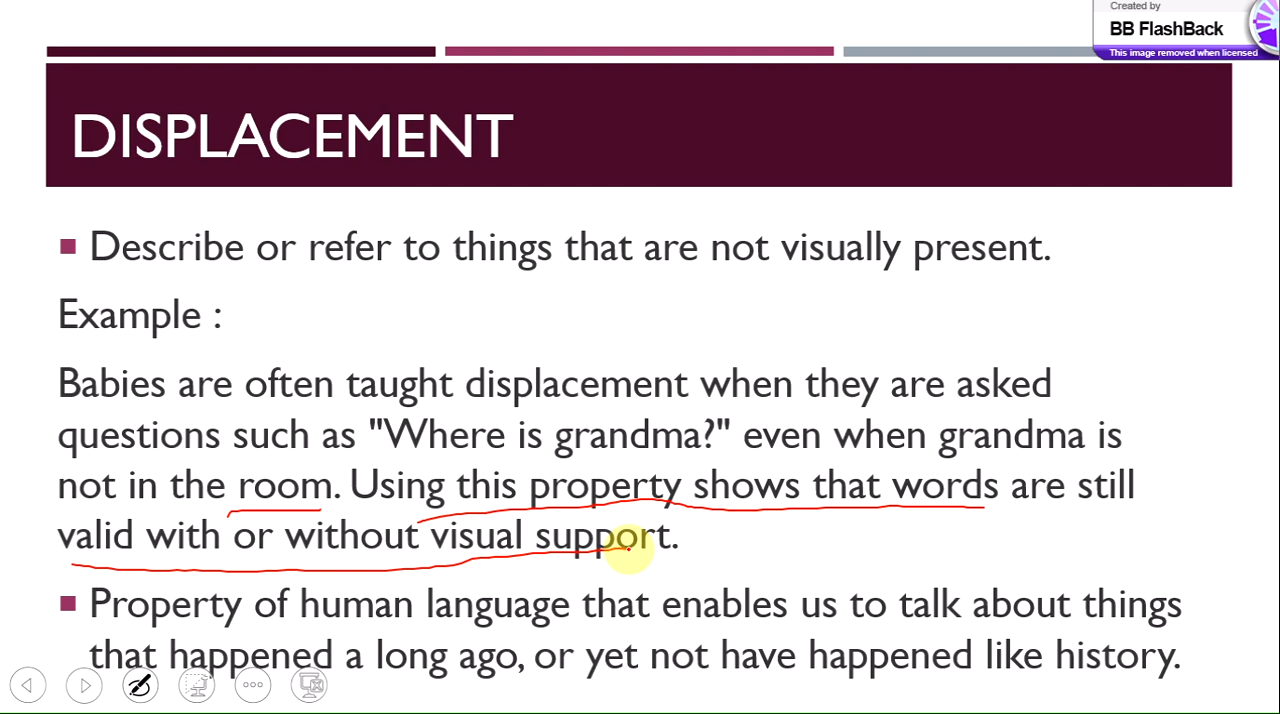 Created by
BB FlashBack
This image removed when licensed
DISPLACEMENT
Describe or refer to things that are not visually present.
Example :
Babies are often taught displacement when they are asked
questions such as "Where is grandma?" even when grandma is
not in the room. Using this property shows that words are still
valid with or without visual support.
Property of human language that enables us to talk about things
that happened a long ago, or yet not have happened like history.